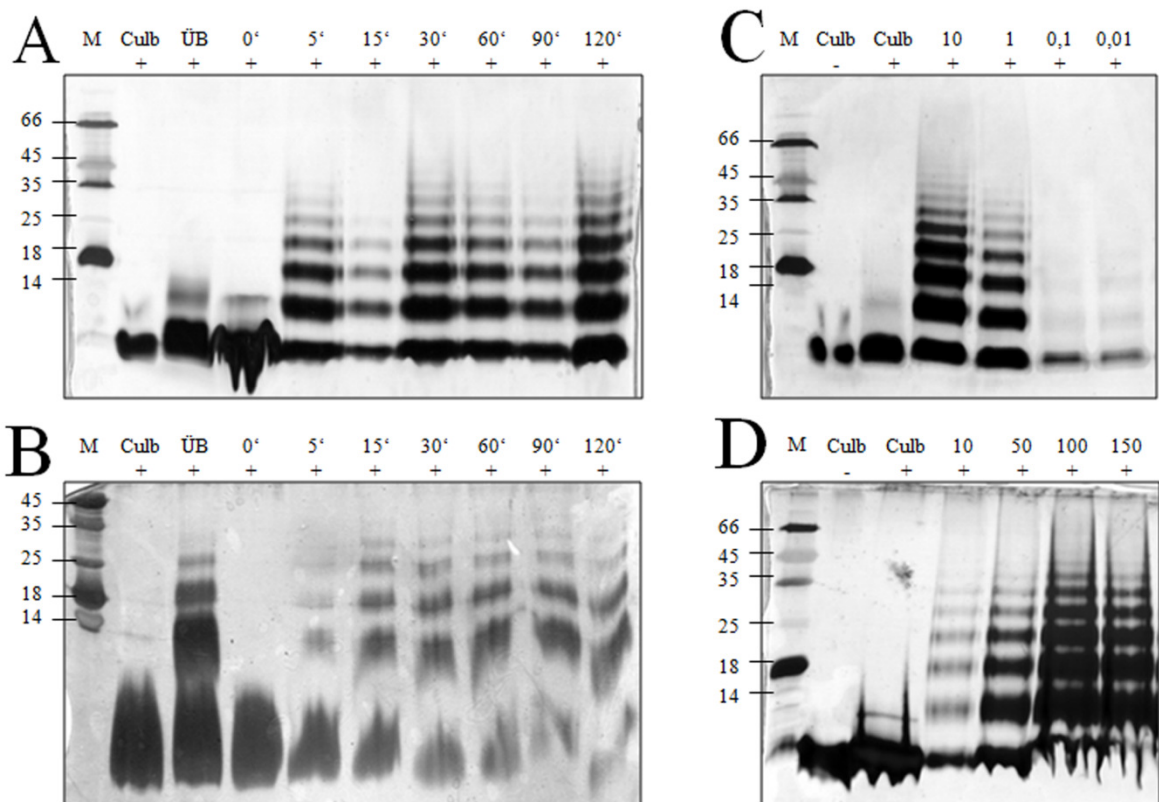 A
M Culb ÜB 0‘ 5‘ 15‘ 30‘ 60‘ 90‘ 120‘
+ + + + + + + + +
66
45
35
25
18
14
B
M Culb ÜB 0‘ 5‘ 15‘ 30‘ 60‘ 90‘ 120‘
+ + + + + + + + +
45
35
25
18
14
C
M Culb Culb 10 1 0,1 0,01
- + + + + +
66
45
35
25
18
14
D
M Culb Culb 10 50 100 150
- + + + + +
66
45
35
25
18
14